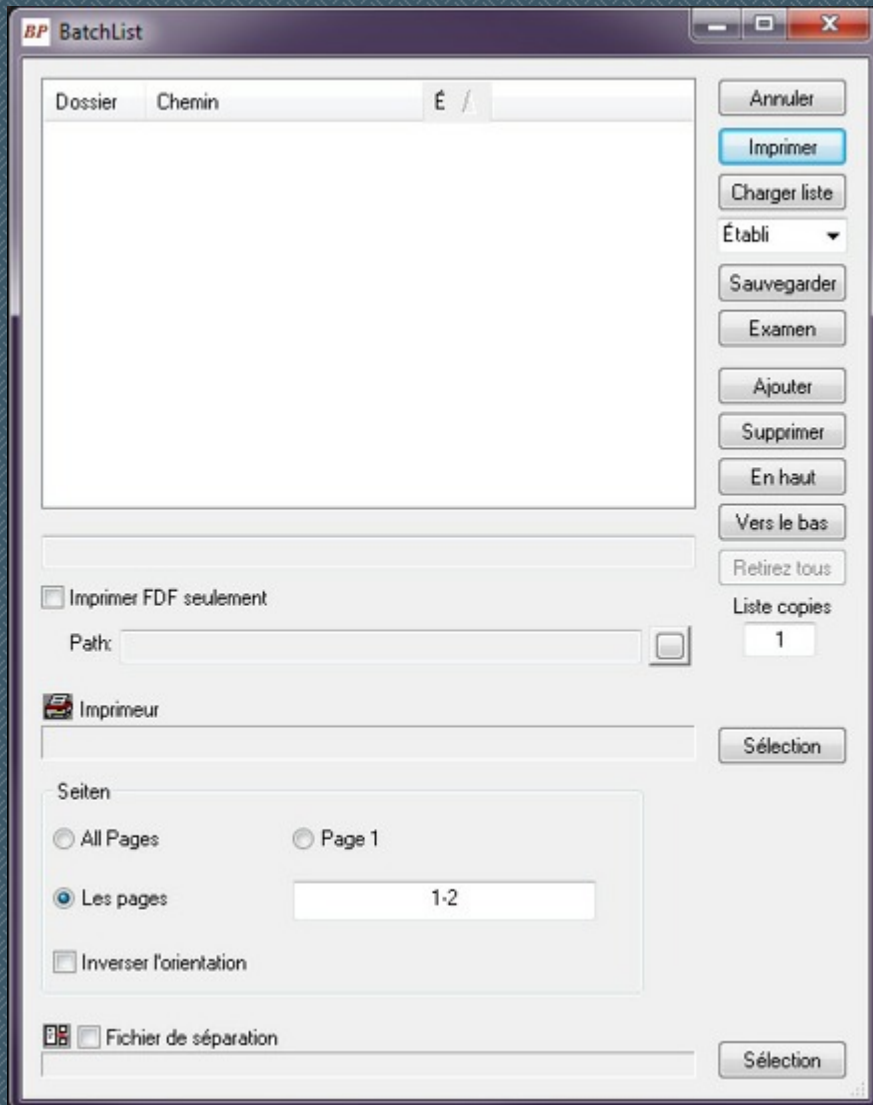 BP BatchList
Dossier Chemin É /
Annuler
Imprimer
Charger liste
Établi
Sauvegarder
Examen
Ajouter
Supprimer
En haut
Vers le bas
Retirez tous
Liste copies
1
Imprimer FDF seulement
Path:
Imprimeur
Sélection
Seiten
All Pages Page 1
Les pages 1-2
Inverser l'orientation
Fichier de séparation
Sélection